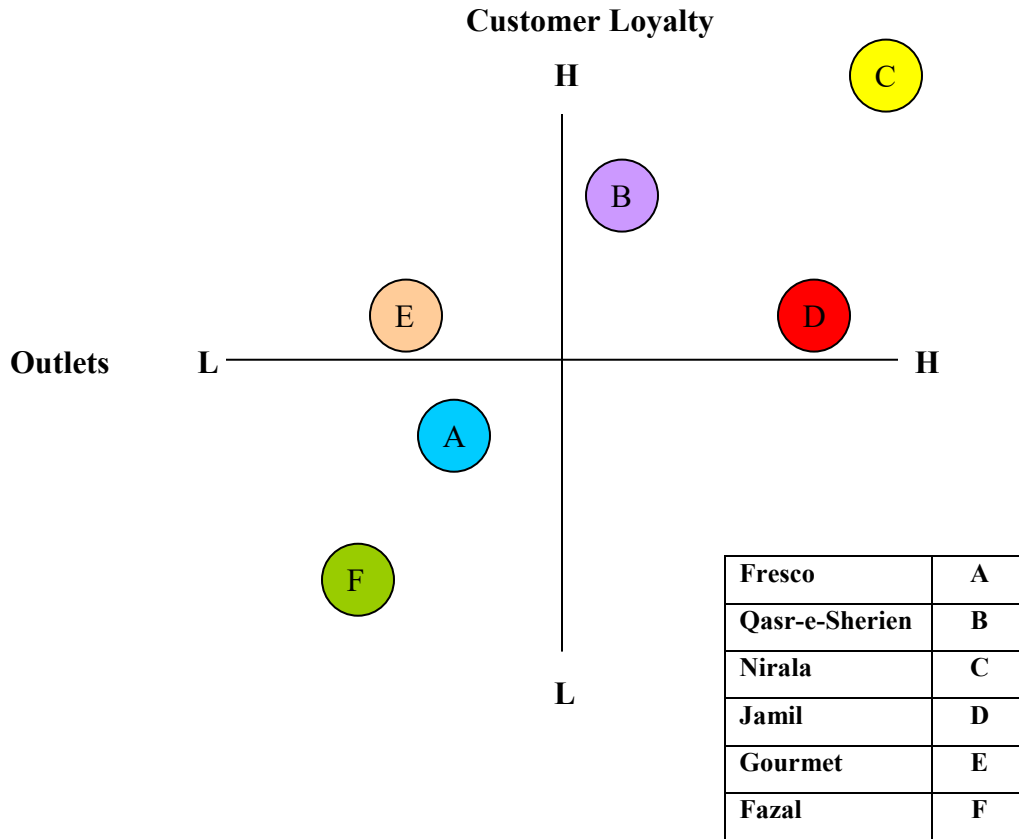 Customer Loyalty
H
C
B
E
D
Outlets L H
A
F
L
Fresco A
Qasr-e-Sherien B
Nirala C
Jamil D
Gourmet E
Fazal F